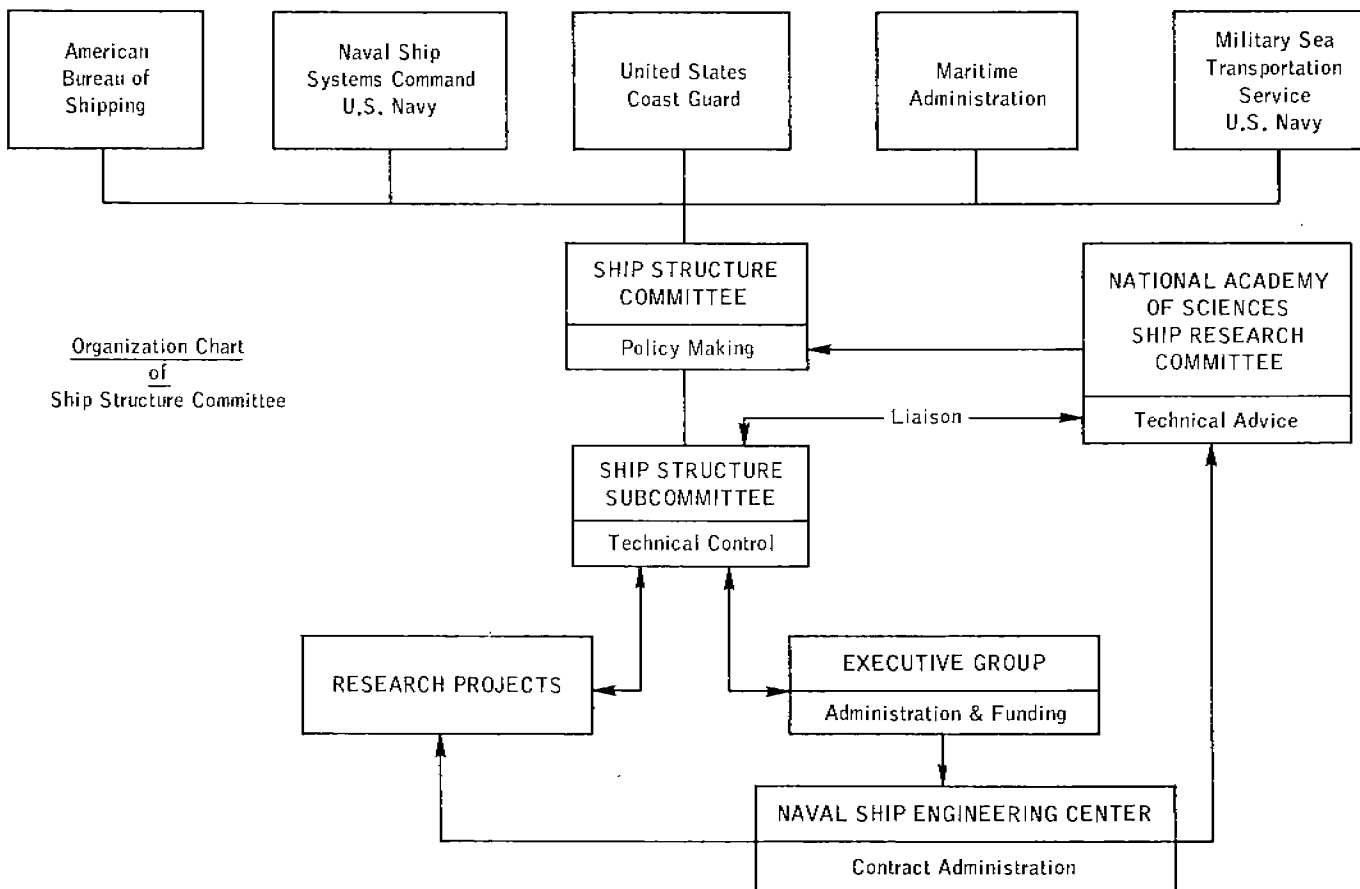 American
Bureau of
Shipping
Naval Ship
Systems Command
U.S. Navy
United States
Coast Guard
Maritime
Administration
Military Sea
Transportation
Service
U.S. Navy
SHIP STRUCTURE
COMMITTEE
Policy Making
NATIONAL ACADEMY
OF SCIENCES
SHIP RESEARCH
COMMITTEE
Technical Advice
Organization Chart
of
Ship Structure Committee
Liaison
SHIP STRUCTURE
SUBCOMMITTEE
Technical Control
RESEARCH PROJECTS
EXECUTIVE GROUP
Administration & Funding
NAVAL SHIP ENGINEERING CENTER
Contract Administration